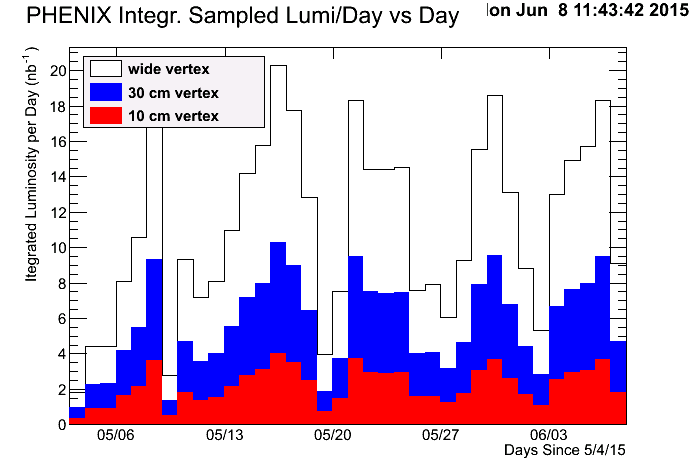 PHENIX Integr. Sampled Lumi/Day vs Day
on Jun 8 11:43:42 2015
Itegrated Luminosity per Day (nb⁻¹)
wide vertex
30 cm vertex
10 cm vertex
20
18
16
14
12
10
8
6
4
2
0
05/06 05/13 05/20 05/27 06/03
Days Since 5/4/15